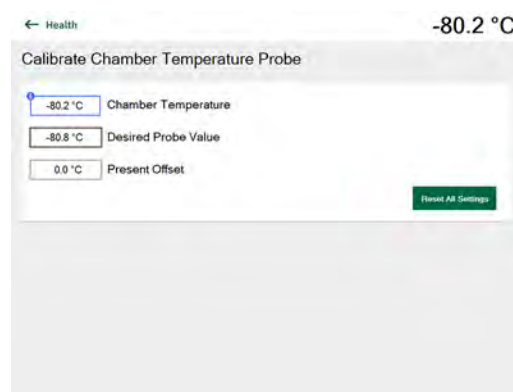 ← Health
-80.2 °C
Calibrate Chamber Temperature Probe
-80.2 °C Chamber Temperature
-80.8 °C Desired Probe Value
0.0 °C Present Offset
Reset All Settings